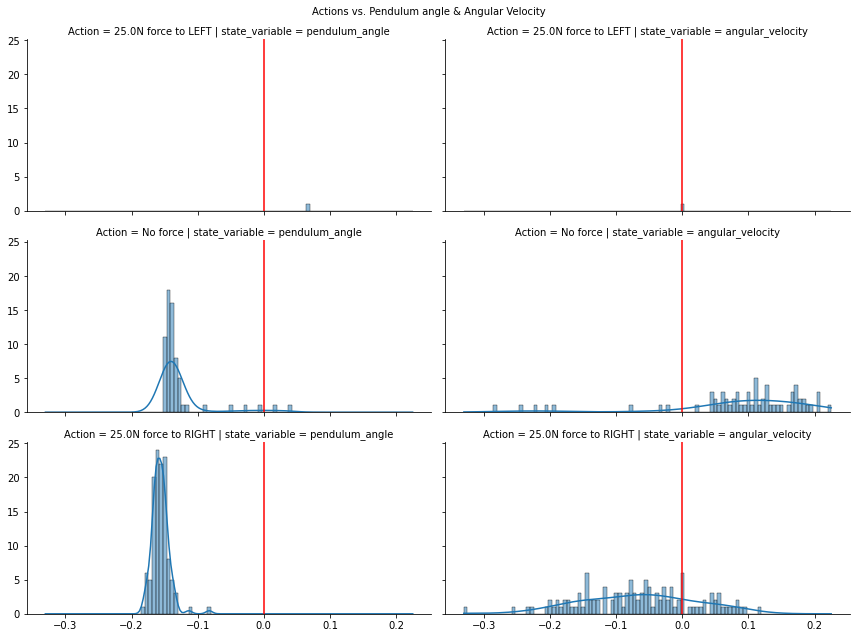 Actions vs. Pendulum angle & Angular Velocity
Action = 25.0N force to LEFT | state_variable = pendulum_angle
Action = 25.0N force to LEFT | state_variable = angular_velocity
25
20
15
10
5
0
Action = No force | state_variable = pendulum_angle
Action = No force | state_variable = angular_velocity
25
20
15
10
5
0
Action = 25.0N force to RIGHT | state_variable = pendulum_angle
Action = 25.0N force to RIGHT | state_variable = angular_velocity
25
20
15
10
5
0
−0.3 −0.2 −0.1 0.0 0.1 0.2
−0.3 −0.2 −0.1 0.0 0.1 0.2